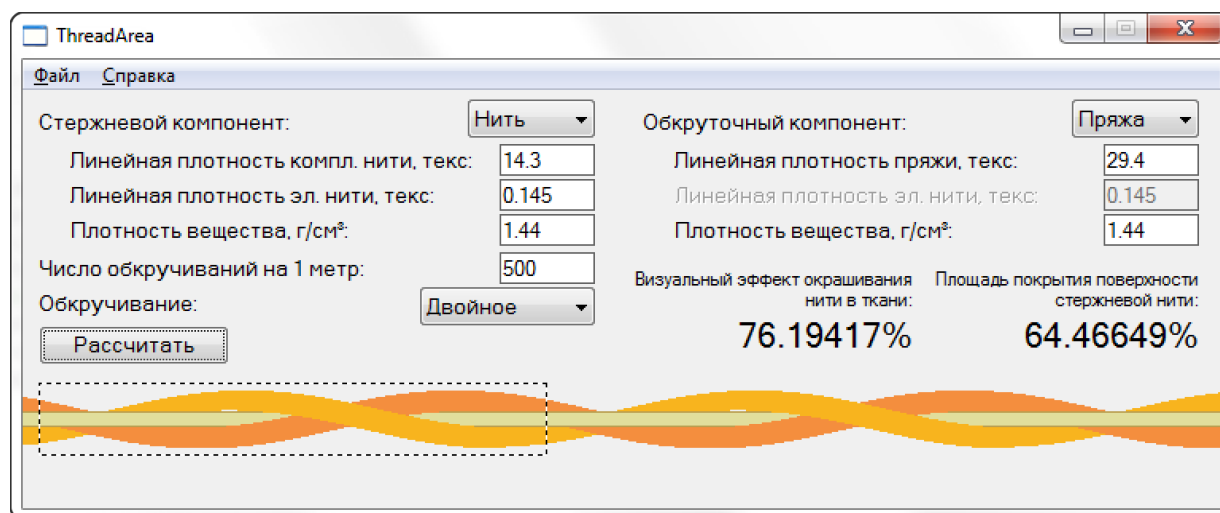 ThreadArea
Файл Справка
Стержневой компонент: Нить
Линейная плотность компл. нити, текс: 14.3
Линейная плотность эл. нити, текс: 0.145
Плотность вещества, г/см³: 1.44
Число обкручиваний на 1 метр: 500
Обкручивание: Двойное
Рассчитать
Обкруточный компонент: Пряжа
Линейная плотность пряжи, текс: 29.4
Линейная плотность эл. нити, текс: 0.145
Плотность вещества, г/см³: 1.44
Визуальный эффект окрашивания
нити в ткани:
76.19417%
Площадь покрытия поверхности
стержневой нити:
64.46649%